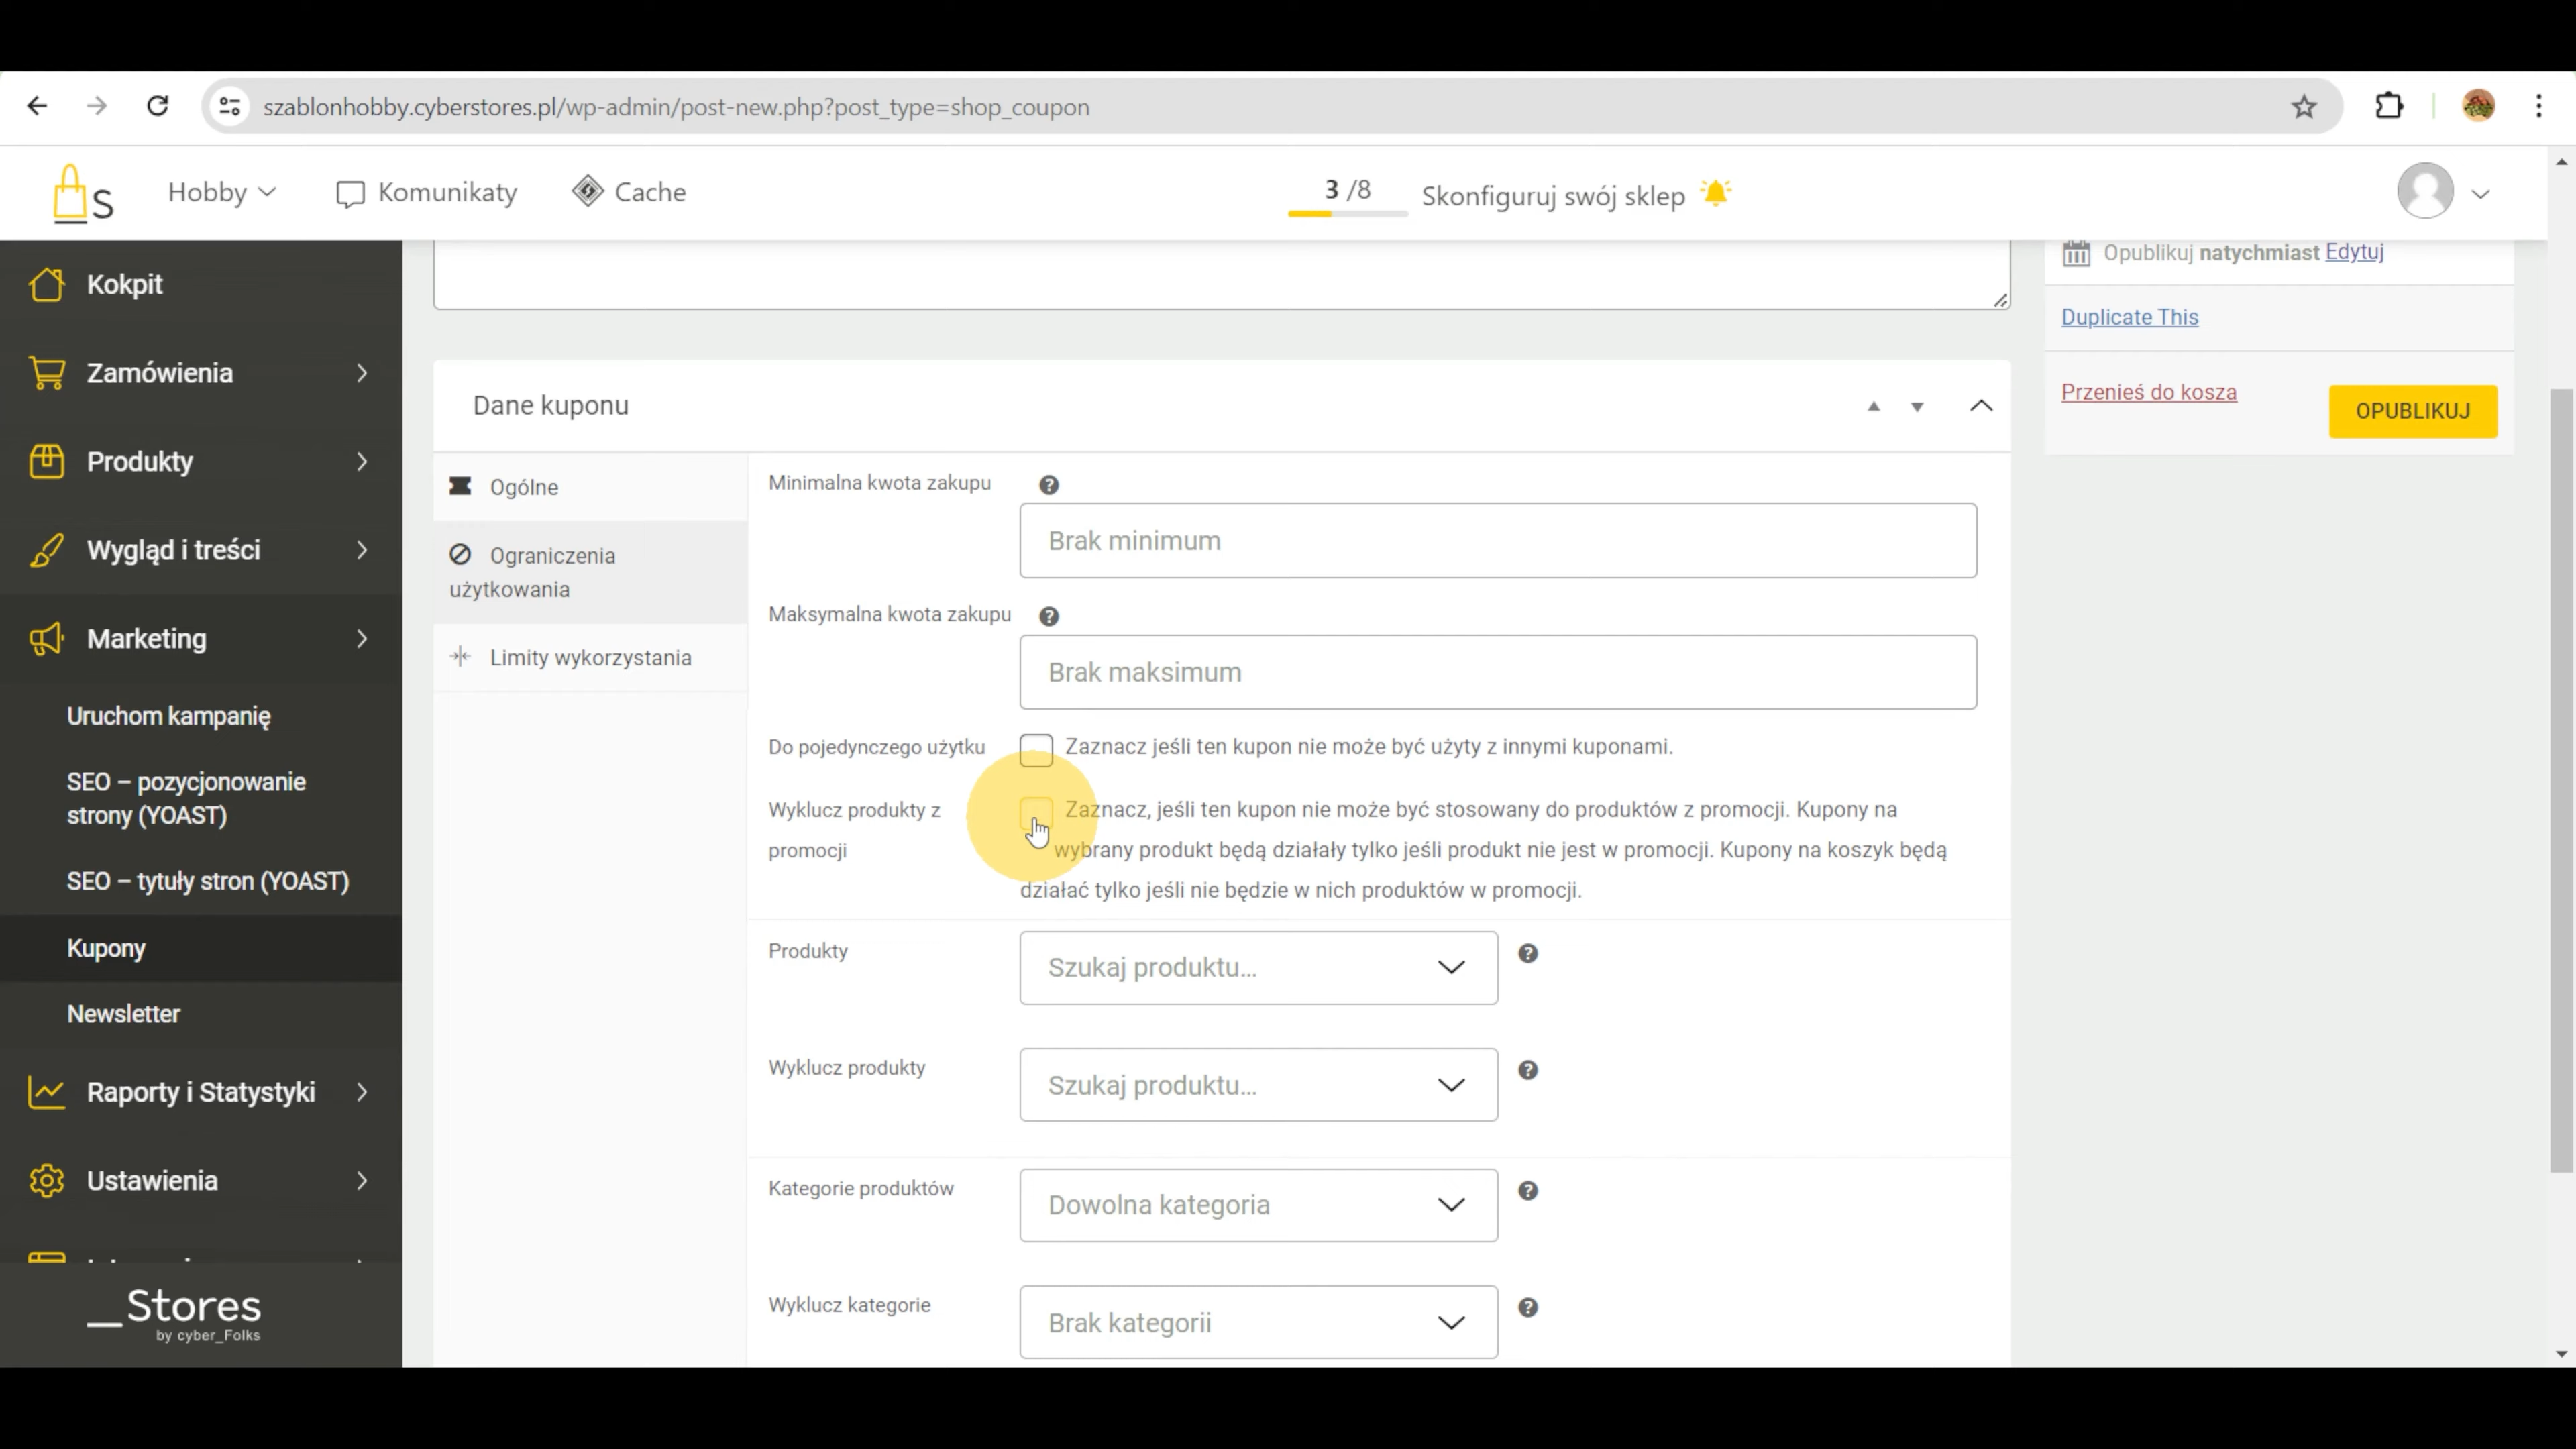 szablonhobby.cyberstores.pl/wp-admin/post-new.php?post_type=shop_coupon
S
Hobby
Komunikaty
Cache
3 /8
Skonfiguruj swój sklep
Kokpit
Zamówienia
Produkty
Wygląd i treści
Marketing
Uruchom kampanię
SEO – pozycjonowanie
strony (YOAST)
SEO – tytuły stron (YOAST)
Kupony
Newsletter
Raporty i Statystyki
Ustawienia
__Stores
by cyber_Folks
Dane kuponu
Ogólne
Ograniczenia
użytkowania
Limity wykorzystania
Minimalna kwota zakupu
Brak minimum
Maksymalna kwota zakupu
Brak maksimum
Do pojedynczego użytku
Zaznacz jeśli ten kupon nie może być użyty z innymi kuponami.
Wyklucz produkty z
promocji
Zaznacz, jeśli ten kupon nie może być stosowany do produktów z promocji. Kupony na
wybrany produkt będą działały tylko jeśli produkt nie jest w promocji. Kupony na koszyk będą
działać tylko jeśli nie będzie w nich produktów w promocji.
Produkty
Szukaj produktu...
Wyklucz produkty
Szukaj produktu...
Kategorie produktów
Dowolna kategoria
Wyklucz kategorie
Brak kategorii
Opublikuj natychmiast Edytuj
Duplicate This
Przenieś do kosza
OPUBLIKUJ